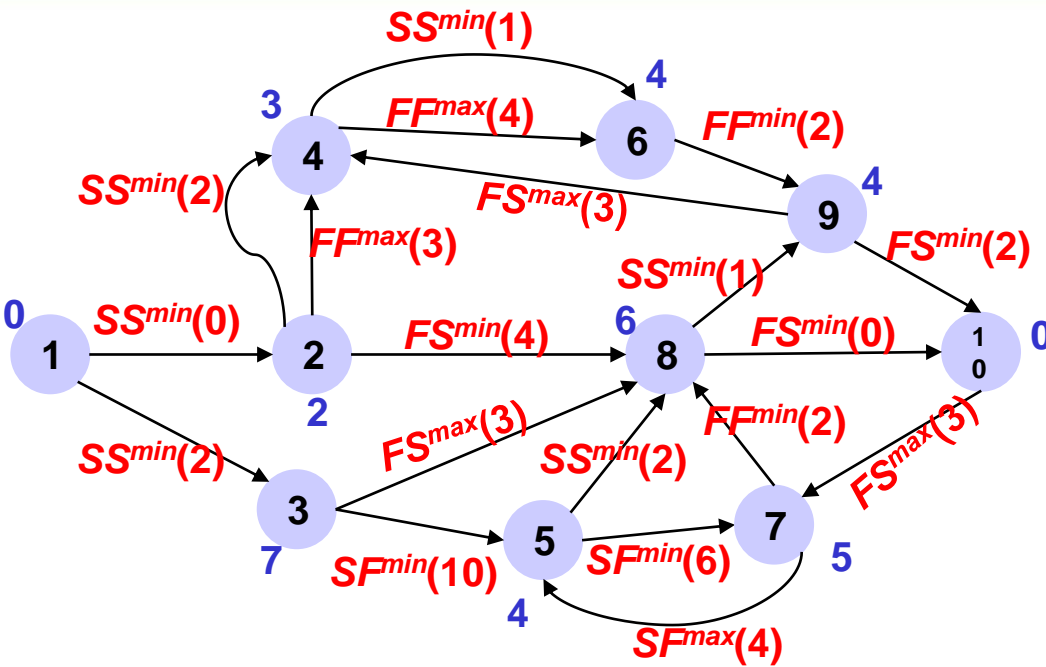 SS^min(1)
4
3
FF^max(4)
6
FF^min(2)
4
SS^min(2)
4
9
FS^max(3)
FF^max(3)
SS^min(1)
FS^min(2)
0
SS^min(0)
6
FS^min(4)
FS^min(0)
1
0
0
1
2
8
2
FS^max(3)
FF^min(2)
FS^max(3)
SS^min(2)
SS^min(2)
3
7
5
7
SF^min(10)
SF^min(6)
5
4
SF^max(4)